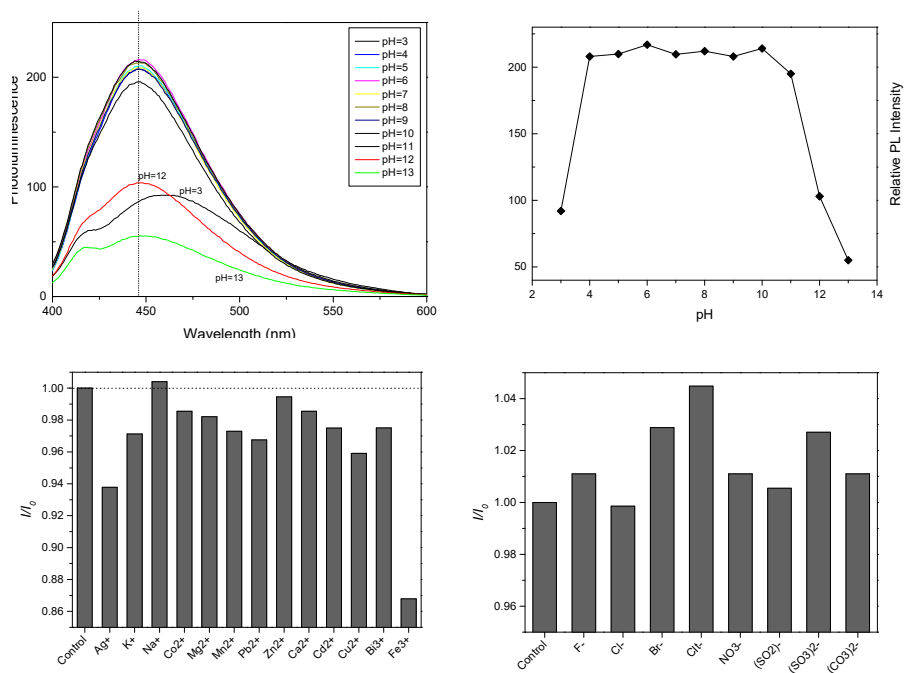 Photoluminescence
200
100
0
400
450
500
550
600
Wavelength (nm)
pH=12
pH=3
pH=13
pH=3
pH=4
pH=5
pH=6
pH=7
pH=8
pH=9
pH=10
pH=11
pH=12
pH=13
200
150
100
50
2
4
6
8
10
12
14
pH
Relative PL Intensity
I/I0
1.00
0.98
0.96
0.94
0.92
0.90
0.88
0.86
Control
Ag+
K+
Na+
Co2+
Mg2+
Mn2+
Pb2+
Zn2+
Ca2+
Cd2+
Cu2+
Bi3+
Fe3+
I/I0
1.04
1.02
1.00
0.98
0.96
Control
F-
Cl-
Br-
Clt-
NO3-
(SO2)-
(SO3)2-
(CO3)2-